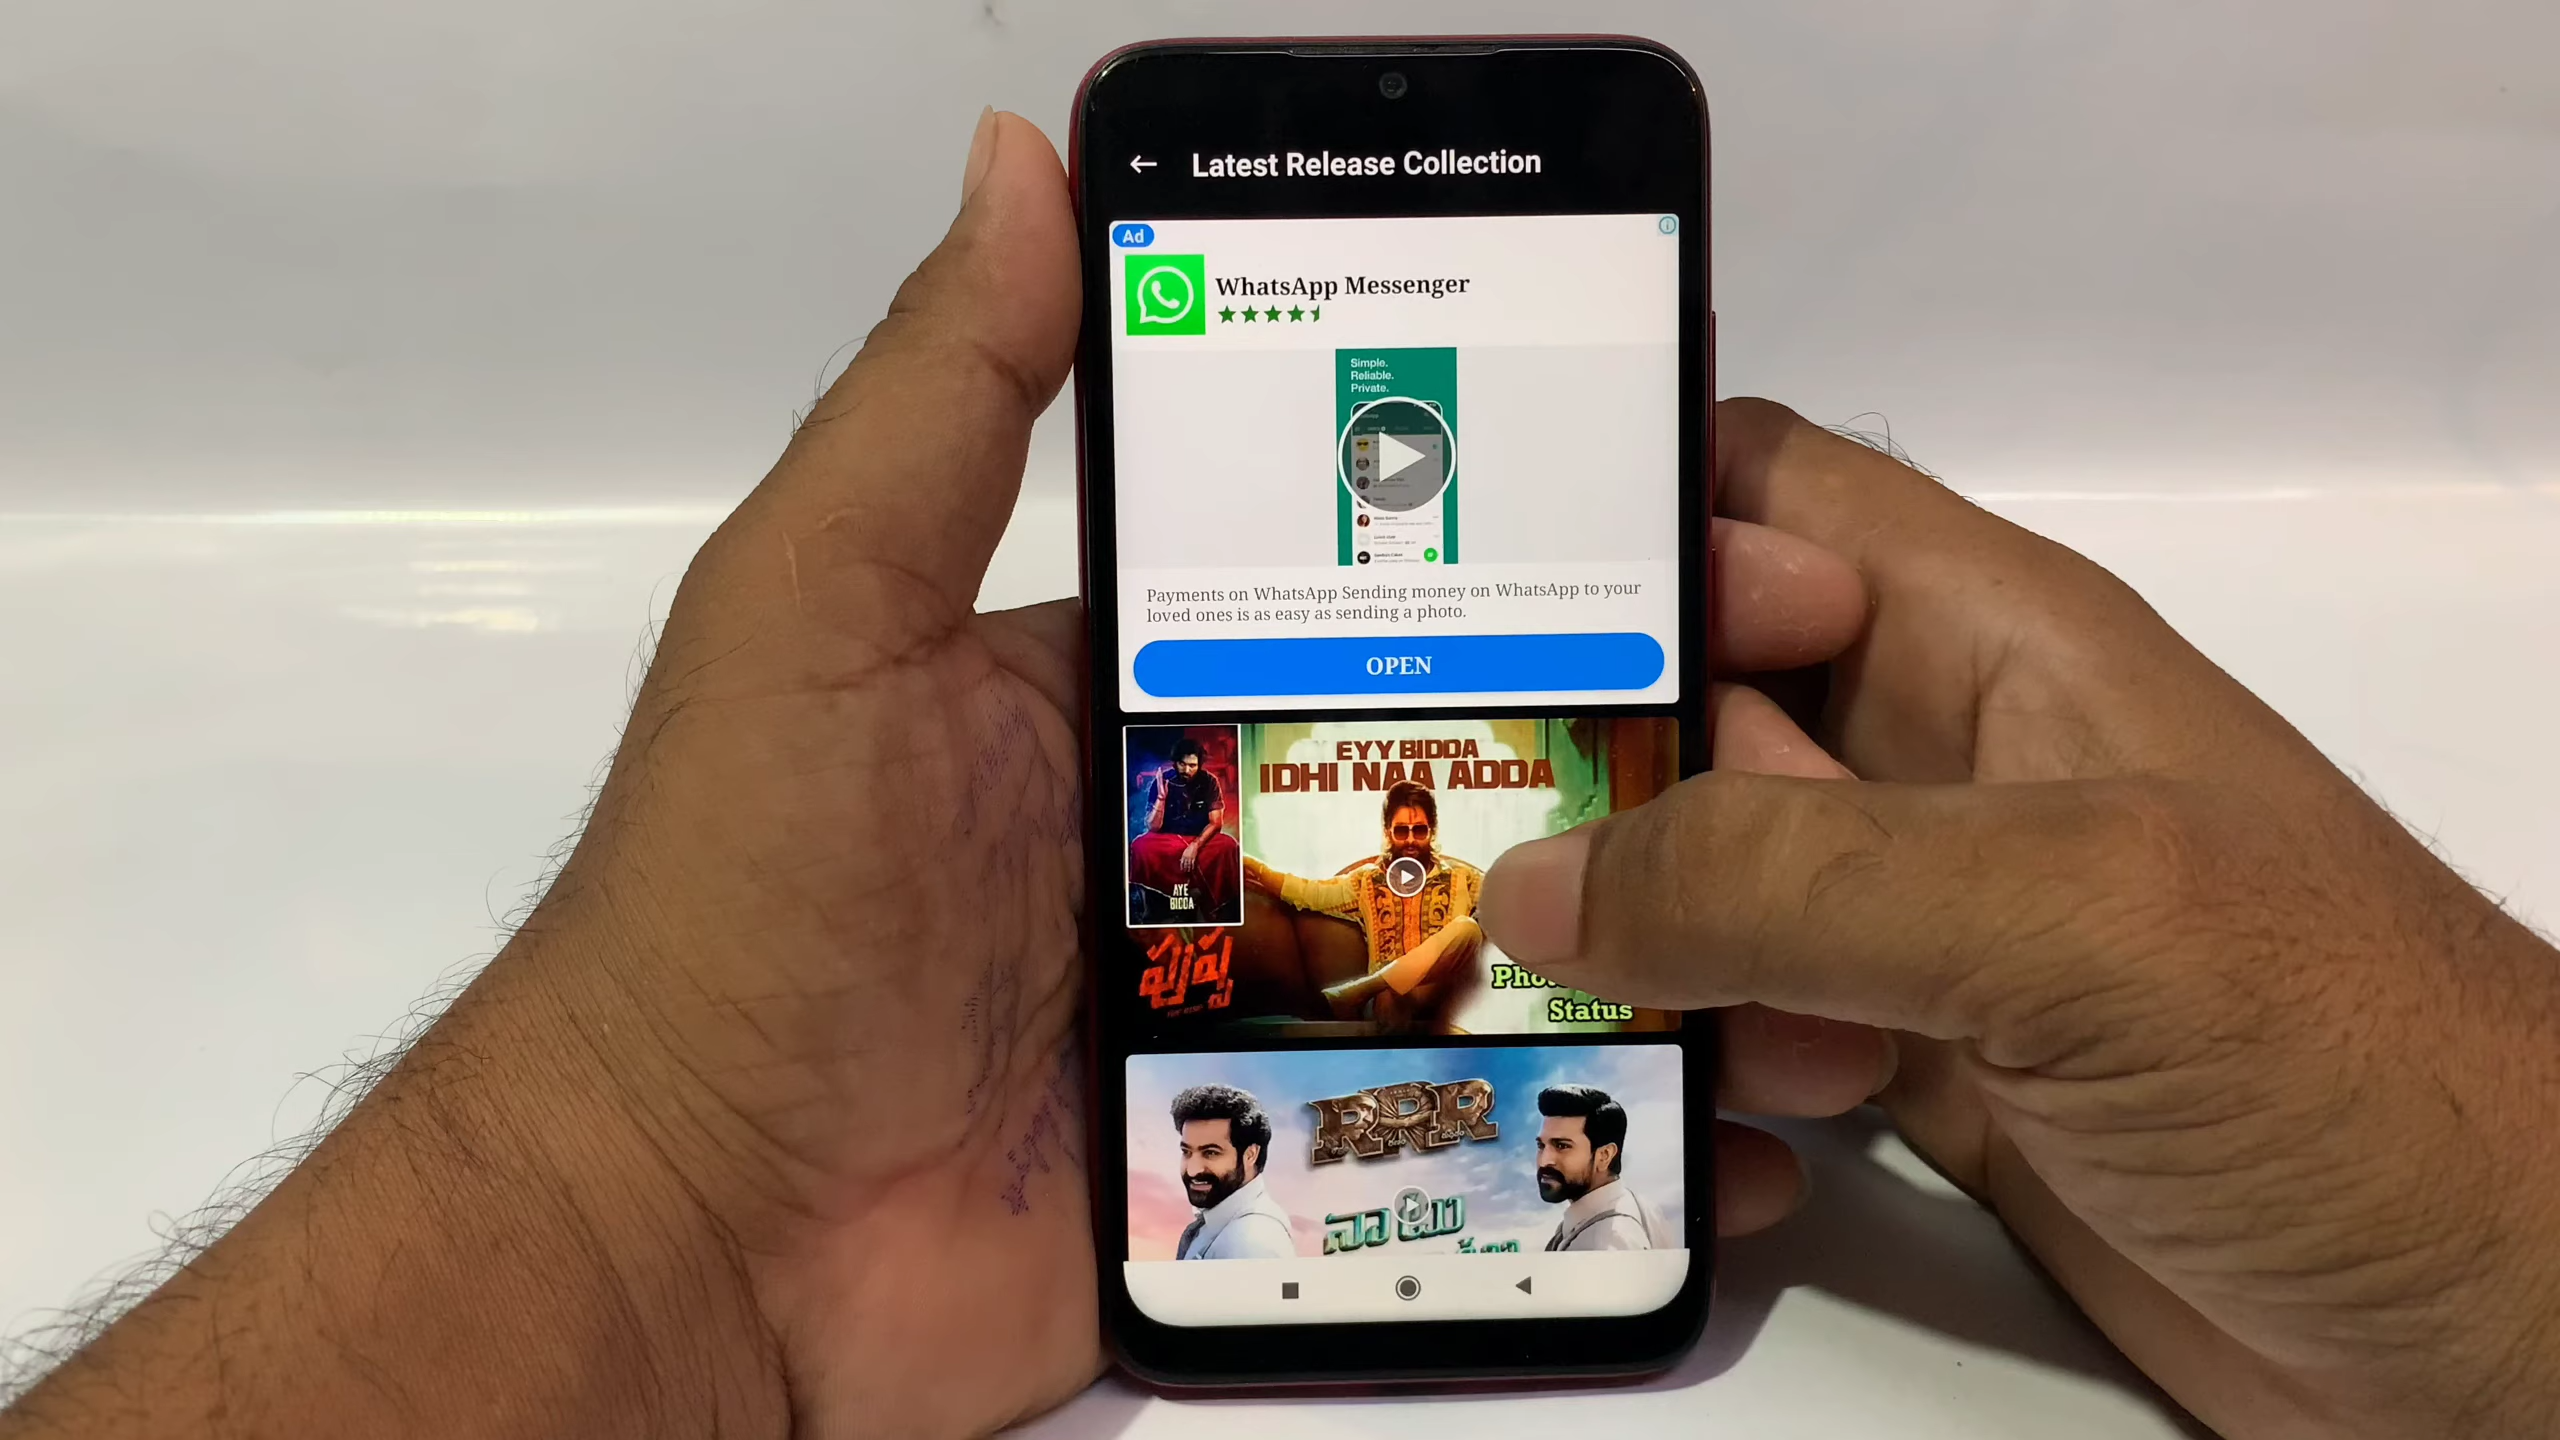 Latest Release Collection
Ad
WhatsApp Messenger
Simple.
Reliable.
Private.
Payments on WhatsApp Sending money on WhatsApp to your
loved ones is as easy as sending a photo.
OPEN
EYY BIDDA
IDHI NAA ADDA
AYE
BIDDA
పుష్ప
Status
RRR